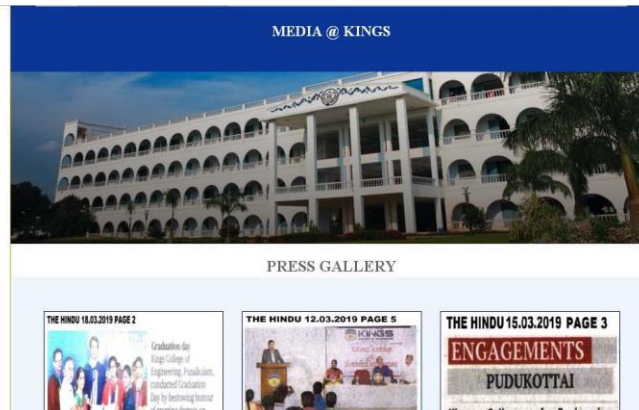 MEDIA @ KINGS
PRESS GALLERY
THE HINDU 18.03.2019 PAGE 2
Graduation day
Kings College of
Engineering, Punalkulam,
conducted Graduation
Day by bestowing honour
THE HINDU 12.03.2019 PAGE 5
KINGS
THE HINDU 15.03.2019 PAGE 3
ENGAGEMENTS
PUDUKOTTAI